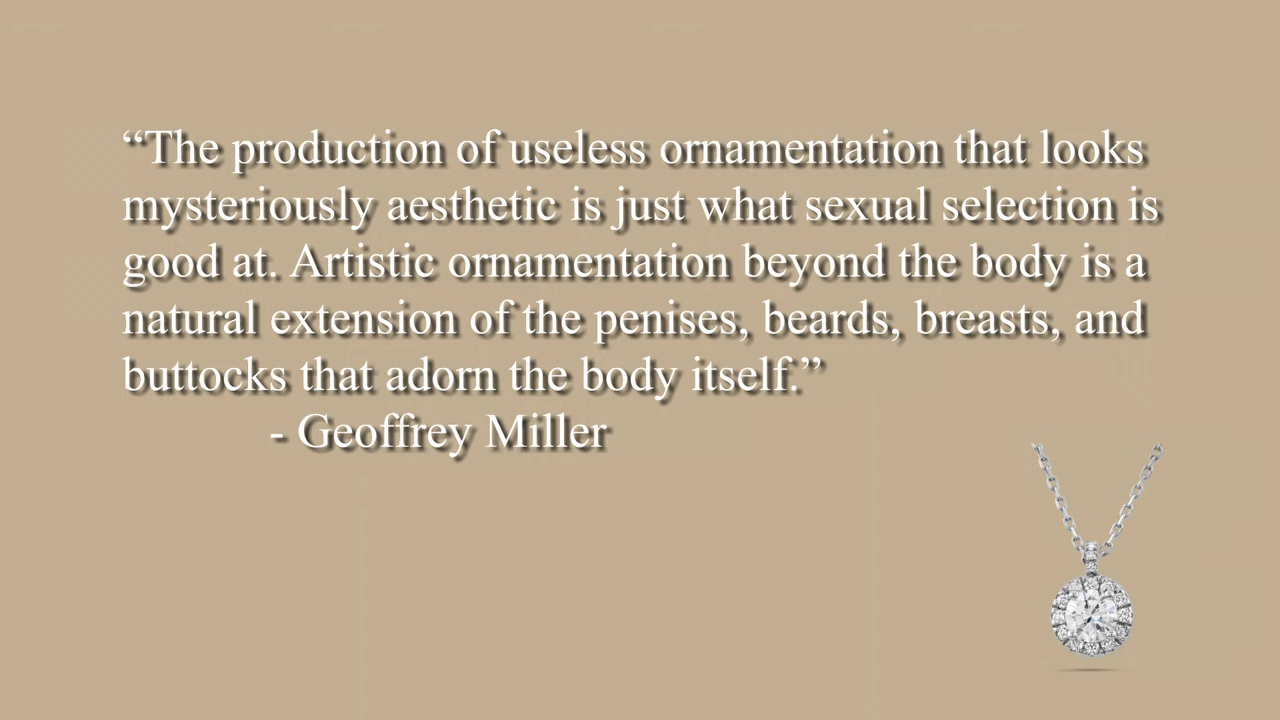 “The production of useless ornamentation that looks
mysteriously aesthetic is just what sexual selection is
good at. Artistic ornamentation beyond the body is a
natural extension of the penises, beards, breasts, and
buttocks that adorn the body itself.”
- Geoffrey Miller